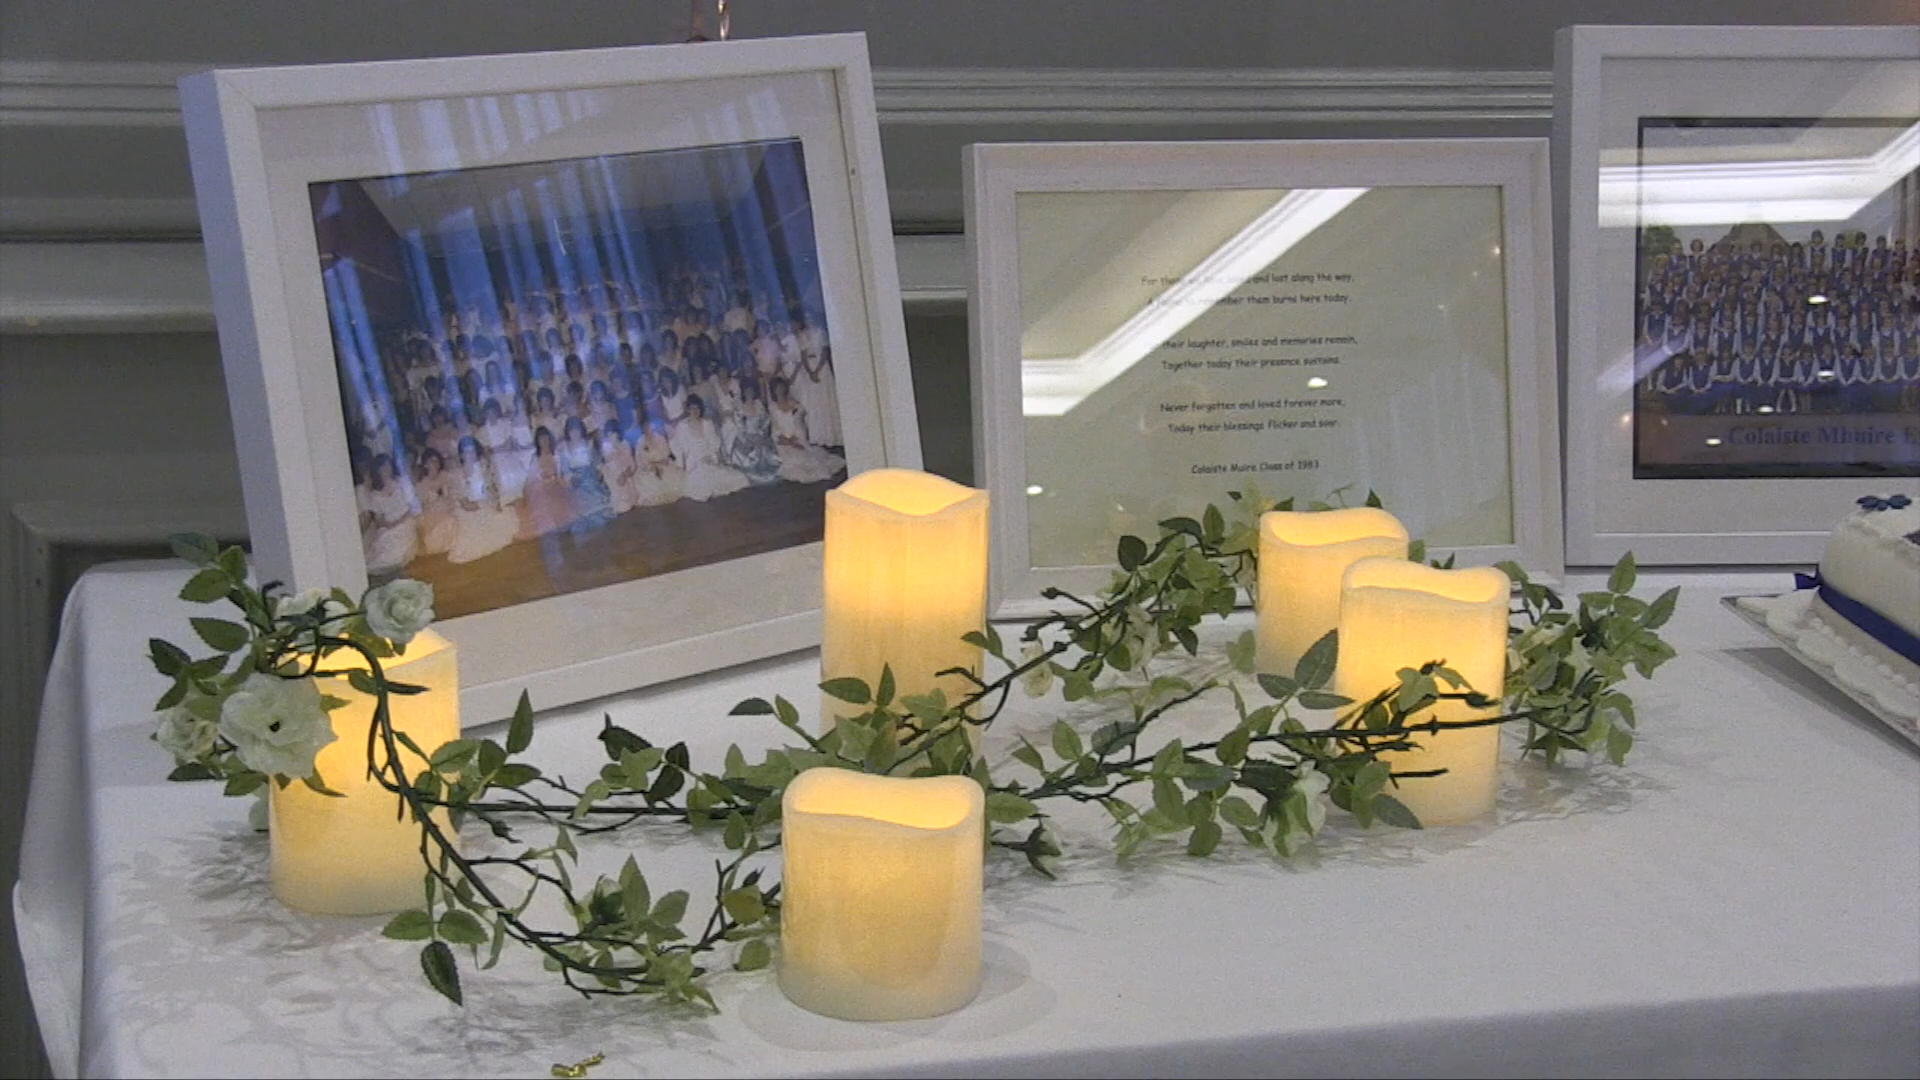 For those we have loved and lost along the way,
A flame to remember them burns here today.
their laughter, smiles and memories remain,
Together today their presence sustains.
Never forgotten and loved forever more,
Today their blessings flicker and soar.
Colaiste Muire Class of 1983
Colaiste Mhuire E